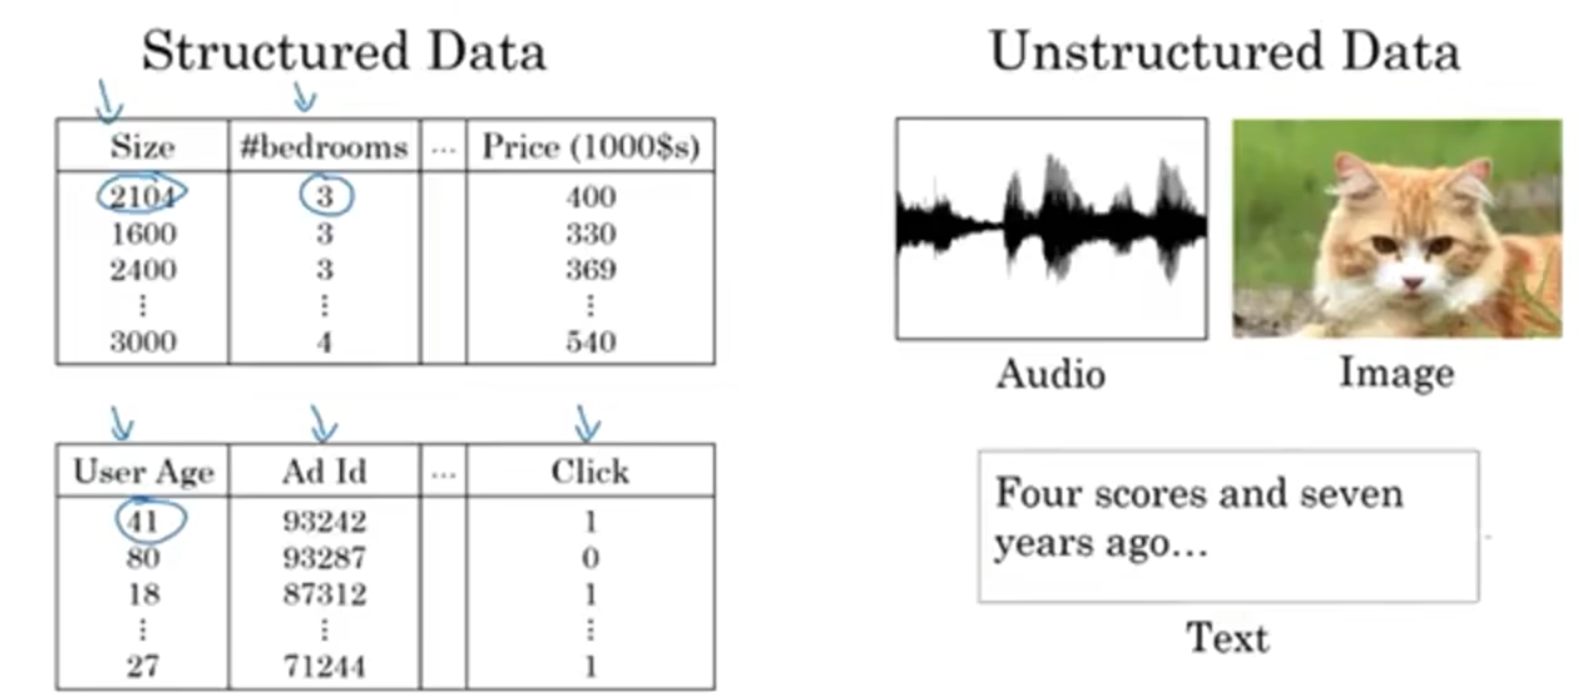 Structured Data
Size #bedrooms ... Price (1000$s)
2104 3 400
1600 3 330
2400 3 369
⋮ ⋮ ⋮
3000 4 540
User Age Ad Id ... Click
41 93242 1
80 93287 0
18 87312 1
⋮ ⋮ ⋮
27 71244 1
Unstructured Data
Audio Image
Four scores and seven
years ago...
Text